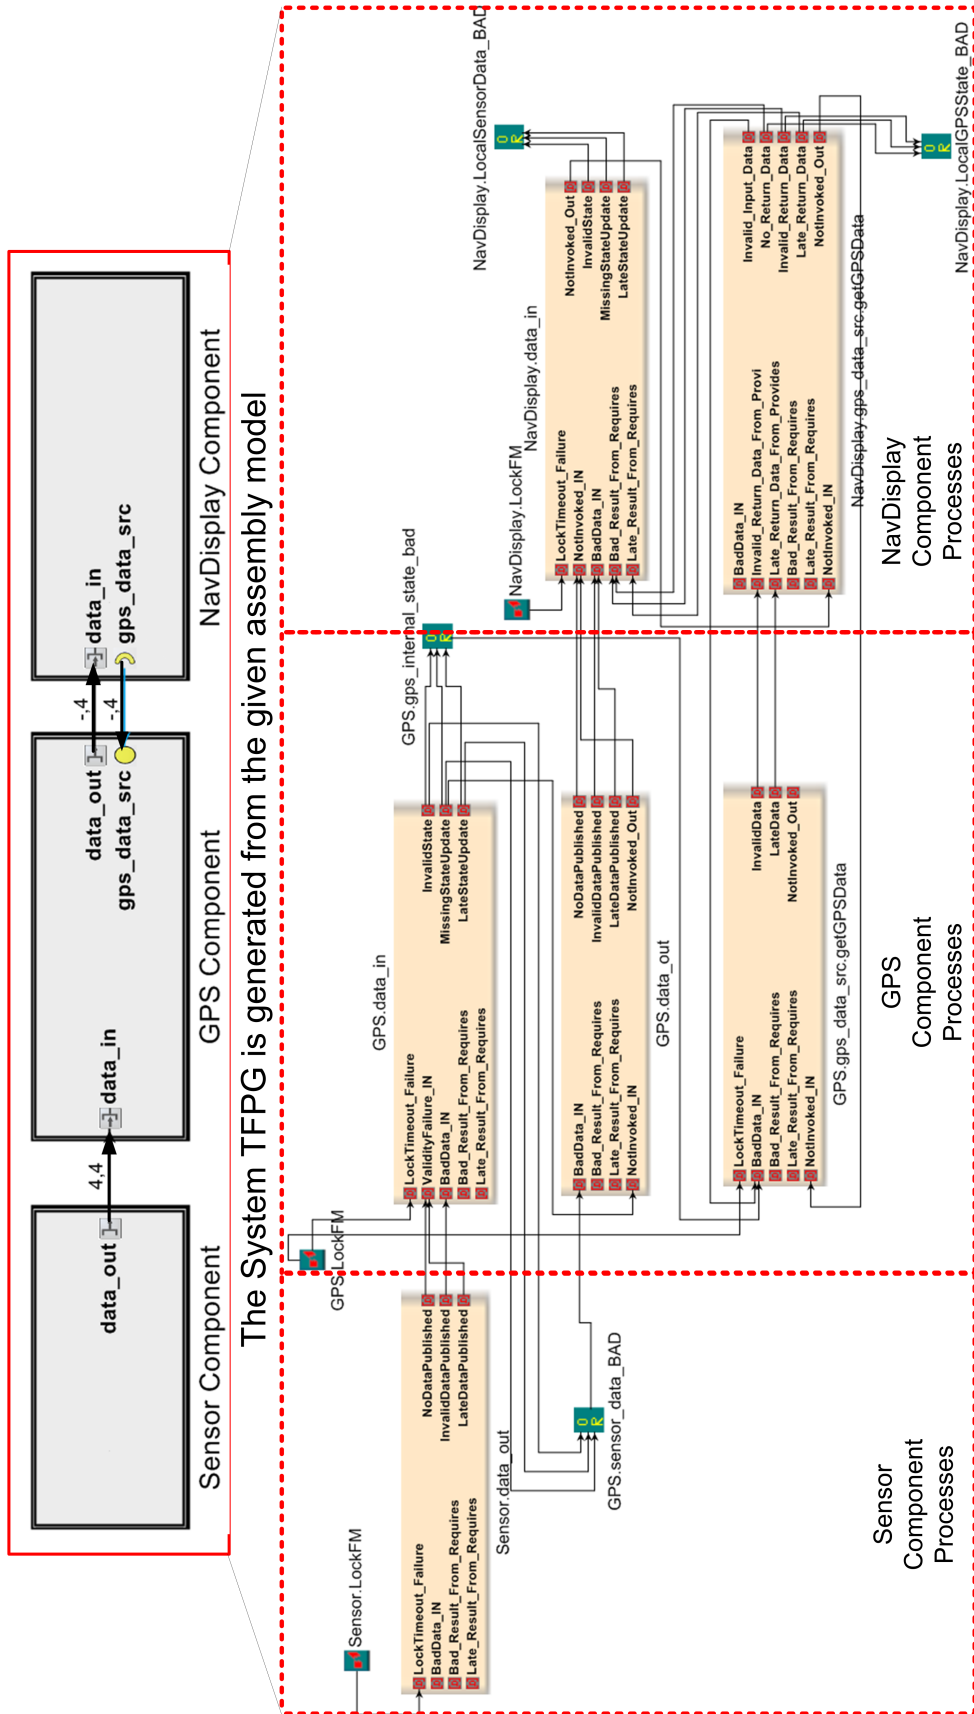 data_out
Sensor Component
4,4
data_in
data_out
gps_data_src
GPS Component
-,4
-,4
data_in
gps_data_src
NavDisplay Component
The System TFPG is generated from the given assembly model
Sensor.LockFM
LockTimeout_Failure
BadData_IN
Bad_Result_From_Requires
Late_Result_From_Requires
NoDataPublished
InvalidDataPublished
LateDataPublished
Sensor.data_out
O
R
GPS.sensor_data_BAD
Sensor
Component
Processes
GPS.LockFM
GPS.data_in
LockTimeout_Failure
ValidityFailure_IN
BadData_IN
Bad_Result_From_Requires
Late_Result_From_Requires
InvalidState
MissingStateUpdate
LateStateUpdate
GPS.gps_internal_state_bad
O
R
BadData_IN
Bad_Result_From_Requires
Late_Result_From_Requires
NotInvoked_IN
NoDataPublished
InvalidDataPublished
LateDataPublished
NotInvoked_Out
GPS.data_out
LockTimeout_Failure
BadData_IN
Bad_Result_From_Requires
Late_Result_From_Requires
NotInvoked_IN
InvalidData
LateData
NotInvoked_Out
GPS.gps_data_src.getGPSData
GPS
Component
Processes
NavDisplay.LocalSensorData_BAD
O
R
NavDisplay.LockFM
NavDisplay.data_in
LockTimeout_Failure
NotInvoked_IN
BadData_IN
Bad_Result_From_Requires
Late_Result_From_Requires
NotInvoked_Out
InvalidState
MissingStateUpdate
LateStateUpdate
BadData_IN
Invalid_Return_Data_From_Provi
Late_Return_Data_From_Provides
Bad_Result_From_Requires
Late_Result_From_Requires
NotInvoked_IN
Invalid_Input_Data
No_Return_Data
Invalid_Return_Data
Late_Return_Data
NotInvoked_Out
NavDisplay.gps_data_src.getGPSData
O
R
NavDisplay.LocalGPSState_BAD
NavDisplay
Component
Processes